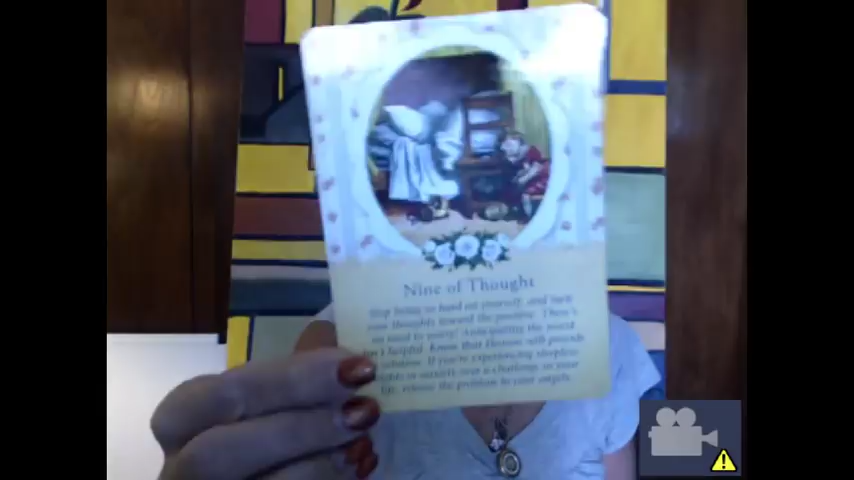 Nine of Thought
Stop being so hard on yourself, and turn
your thoughts toward the positive. There's
no need to worry! Anticipating the worst
isn't helpful. Know that Heaven will provide
solution. If you're experiencing sleepless
nights or anxiety over a challenge in your
life, release the problem to your angels.